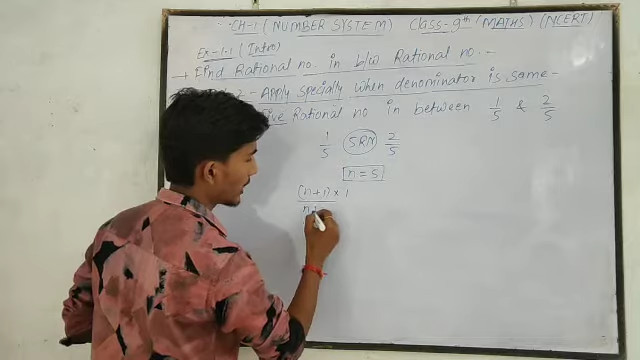 CH-1 (NUMBER SYSTEM) Class-9th (MATHS) (NCERT)
Ex-1.1 (Intro)
→ Find Rational no. in b/w Rational no. -
2 - Apply specially When denominator is same -
Five Rational no in between 1/5 & 2/5
1/5 5RN 2/5
n = 5
(n+1) × 1
n